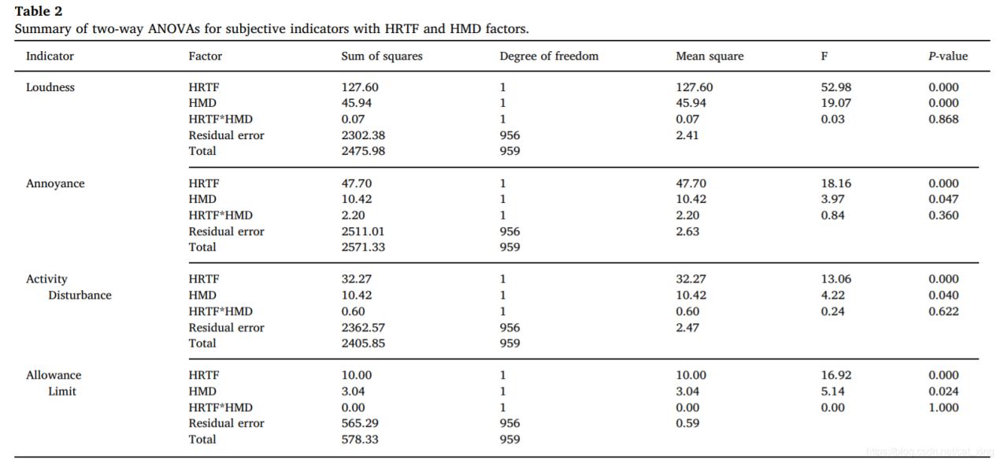 Table 2
Summary of two-way ANOVAs for subjective indicators with HRTF and HMD factors.
Indicator Factor Sum of squares Degree of freedom Mean square F P-value
Loudness HRTF 127.60 1 127.60 52.98 0.000
HMD 45.94 1 45.94 19.07 0.000
HRTF*HMD 0.07 1 0.07 0.03 0.868
Residual error 2302.38 956 2.41
Total 2475.98 959
Annoyance HRTF 47.70 1 47.70 18.16 0.000
HMD 10.42 1 10.42 3.97 0.047
HRTF*HMD 2.20 1 2.20 0.84 0.360
Residual error 2511.01 956 2.63
Total 2571.33 959
Activity HRTF 32.27 1 32.27 13.06 0.000
Disturbance HMD 10.42 1 10.42 4.22 0.040
HRTF*HMD 0.60 1 0.60 0.24 0.622
Residual error 2362.57 956 2.47
Total 2405.85 959
Allowance HRTF 10.00 1 10.00 16.92 0.000
Limit HMD 3.04 1 3.04 5.14 0.024
HRTF*HMD 0.00 1 0.00 0.00 1.000
Residual error 565.29 956 0.59
Total 578.33 959
https://blog.csdn.net/cat_xing